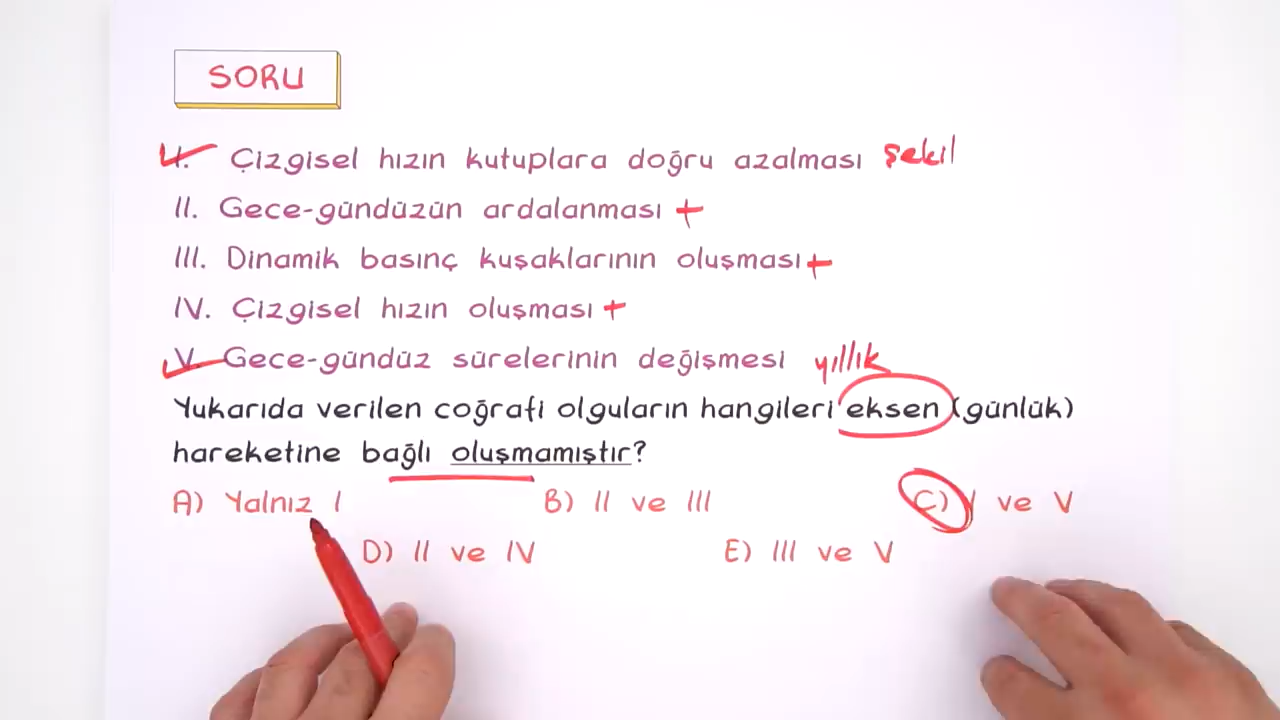 SORU
I. Çizgisel hızın kutuplara doğru azalması şekil
II. Gece-gündüzün ardalanması +
III. Dinamik basınç kuşaklarının oluşması +
IV. Çizgisel hızın oluşması +
V. Gece-gündüz sürelerinin değişmesi yıllık
Yukarıda verilen coğrafi olguların hangileri eksen (günlük)
hareketine bağlı oluşmamıştır?
A) Yalnız I B) II ve III C) I ve V
D) II ve IV E) III ve V